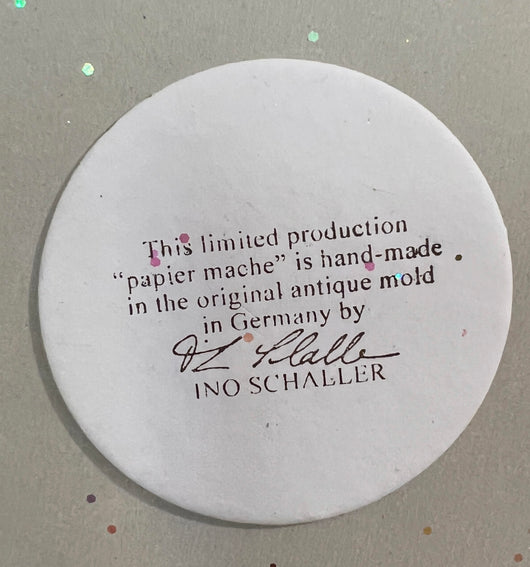 This limited production
“papier mache” is hand-made
in the original antique mold
in Germany by
INO SCHALLER